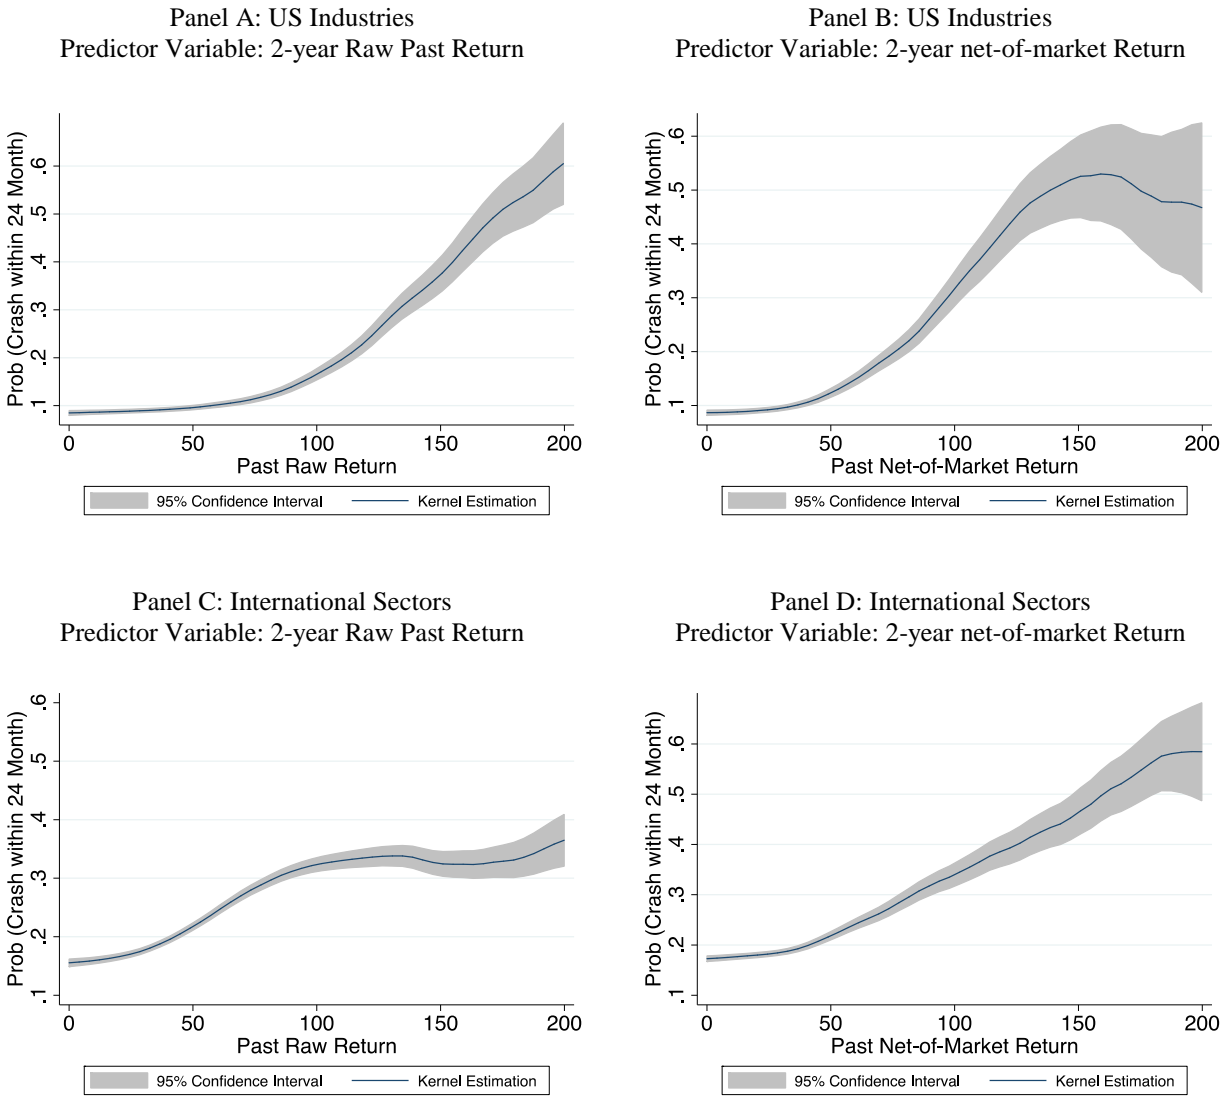 Panel A: US Industries
Predictor Variable: 2-year Raw Past Return
Prob (Crash within 24 Month)
.6
.5
.4
.3
.2
.1
0 50 100 150 200
Past Raw Return
95% Confidence Interval Kernel Estimation
Panel B: US Industries
Predictor Variable: 2-year net-of-market Return
Prob (Crash within 24 Month)
.6
.5
.4
.3
.2
.1
0 50 100 150 200
Past Net-of-Market Return
95% Confidence Interval Kernel Estimation
Panel C: International Sectors
Predictor Variable: 2-year Raw Past Return
Prob (Crash within 24 Month)
.6
.5
.4
.3
.2
.1
0 50 100 150 200
Past Raw Return
95% Confidence Interval Kernel Estimation
Panel D: International Sectors
Predictor Variable: 2-year net-of-market Return
Prob (Crash within 24 Month)
.6
.5
.4
.3
.2
.1
0 50 100 150 200
Past Net-of-Market Return
95% Confidence Interval Kernel Estimation